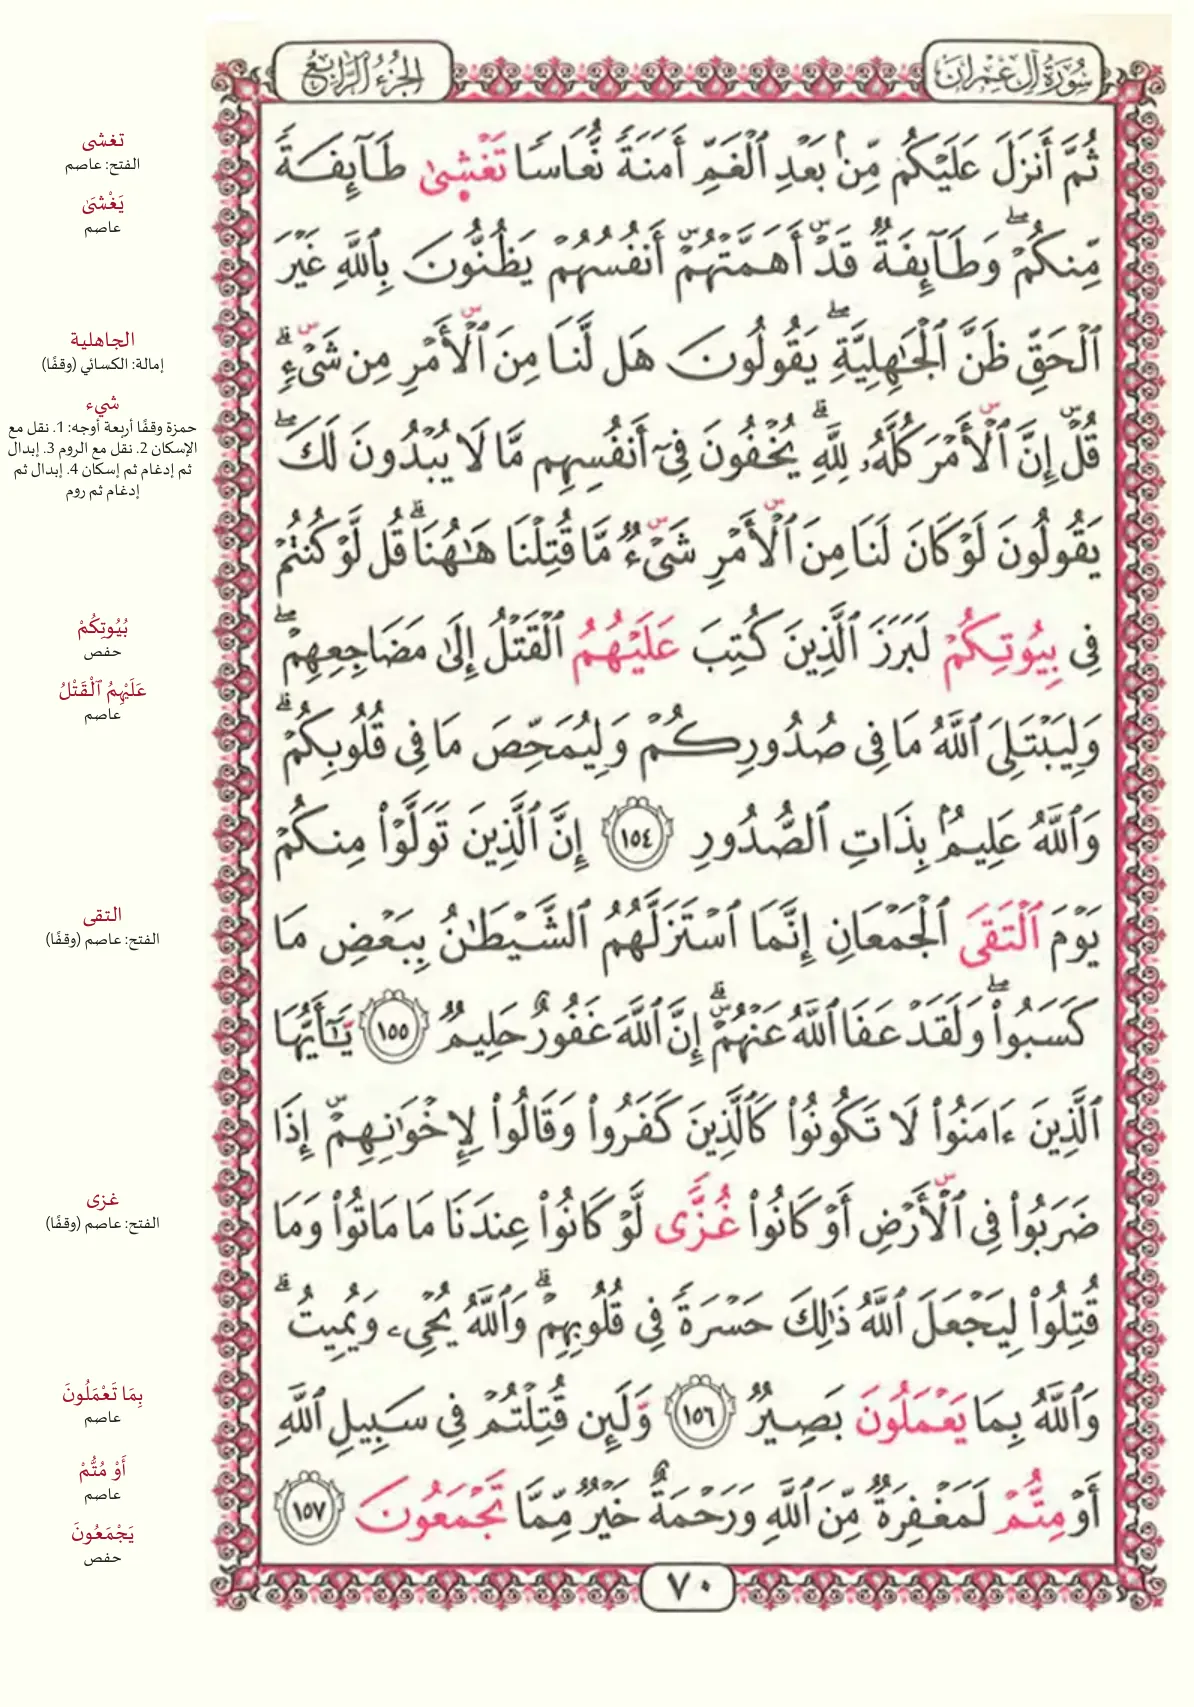 سُورَةُ آلِ عِمْرَانَ
الجُزْءُ الرَّابِعُ
ثُمَّ أَنزَلَ عَلَيْكُم مِّنۢ بَعْدِ ٱلْغَمِّ أَمَنَةً نُّعَاسًا تَغْشٜىٰ طَآئِفَةً
مِّنكُمْۖ وَطَآئِفَةٌ قَدْ أَهَمَّتْهُمْ أَنفُسُهُمْ يَظُنُّونَ بِٱللَّهِ غَيْرَ
ٱلْحَقِّ ظَنَّ ٱلْجَٰهِلِيَّةِۖ يَقُولُونَ هَل لَّنَا مِنَ ٱلْأَمْرِ مِن شَىْءٍۗ
قُلْ إِنَّ ٱلْأَمْرَ كُلَّهُۥ لِلَّهِۗ يُخْفُونَ فِىٓ أَنفُسِهِم مَّا لَا يُبْدُونَ لَكَۖ
يَقُولُونَ لَوْ كَانَ لَنَا مِنَ ٱلْأَمْرِ شَىْءٌ مَّا قُتِلْنَا هَٰهُنَاۗ قُل لَّوْ كُنتُمْ
فِى بِيُوتِكُمْ لَبَرَزَ ٱلَّذِينَ كُتِبَ عَلَيْهُمُ ٱلْقَتْلُ إِلَىٰ مَضَاجِعِهِمْۖ
وَلِيَبْتَلِىَ ٱللَّهُ مَا فِى صُدُورِكُمْ وَلِيُمَحِّصَ مَا فِى قُلُوبِكُمْۗ
وَٱللَّهُ عَلِيمٌۢ بِذَاتِ ٱلصُّدُورِ ١٥٤ إِنَّ ٱلَّذِينَ تَوَلَّوْا۟ مِنكُمْ
يَوْمَ ٱلْتَقَى ٱلْجَمْعَانِ إِنَّمَا ٱسْتَزَلَّهُمُ ٱلشَّيْطَٰنُ بِبَعْضِ مَا
كَسَبُوا۟ۖ وَلَقَدْ عَفَا ٱللَّهُ عَنْهُمْۗ إِنَّ ٱللَّهَ غَفُورٌ حَلِيمٌ ١٥٥ يَٰٓأَيُّهَا
ٱلَّذِينَ ءَامَنُوا۟ لَا تَكُونُوا۟ كَٱلَّذِينَ كَفَرُوا۟ وَقَالُوا۟ لِإِخْوَٰنِهِمْ إِذَا
ضَرَبُوا۟ فِى ٱلْأَرْضِ أَوْ كَانُوا۟ غُزًّى لَّوْ كَانُوا۟ عِندَنَا مَا مَاتُوا۟ وَمَا
قُتِلُوا۟ لِيَجْعَلَ ٱللَّهُ ذَٰلِكَ حَسْرَةً فِى قُلُوبِهِمْۗ وَٱللَّهُ يُحْىِۦ وَيُمِيتُۗ
وَٱللَّهُ بِمَا يَعْمَلُونَ بَصِيرٌ ١٥٦ وَلَئِن قُتِلْتُمْ فِى سَبِيلِ ٱللَّهِ
أَوْ مِتُّمْ لَمَغْفِرَةٌ مِّنَ ٱللَّهِ وَرَحْمَةٌ خَيْرٌ مِّمَّا تَجْمَعُونَ ١٥٧
٧٠
تغشى
الفتح: عاصم
يَغْشَىٰ
عاصم
الجاهلية
إمالة: الكسائي (وقفًا)
شيء
حمزة وقفًا أربعة أوجه: 1. نقل مع
الإسكان 2. نقل مع الروم 3. إبدال
ثم إدغام ثم إسكان 4. إبدال ثم
إدغام ثم روم
بُيُوتِكُمْ
حفص
عَلَيْهِمُ ٱلْقَتْلُ
عاصم
التقى
الفتح: عاصم (وقفًا)
غزى
الفتح: عاصم (وقفًا)
بِمَا تَعْمَلُونَ
عاصم
أَوْ مُتُّمْ
عاصم
يَجْمَعُونَ
حفص